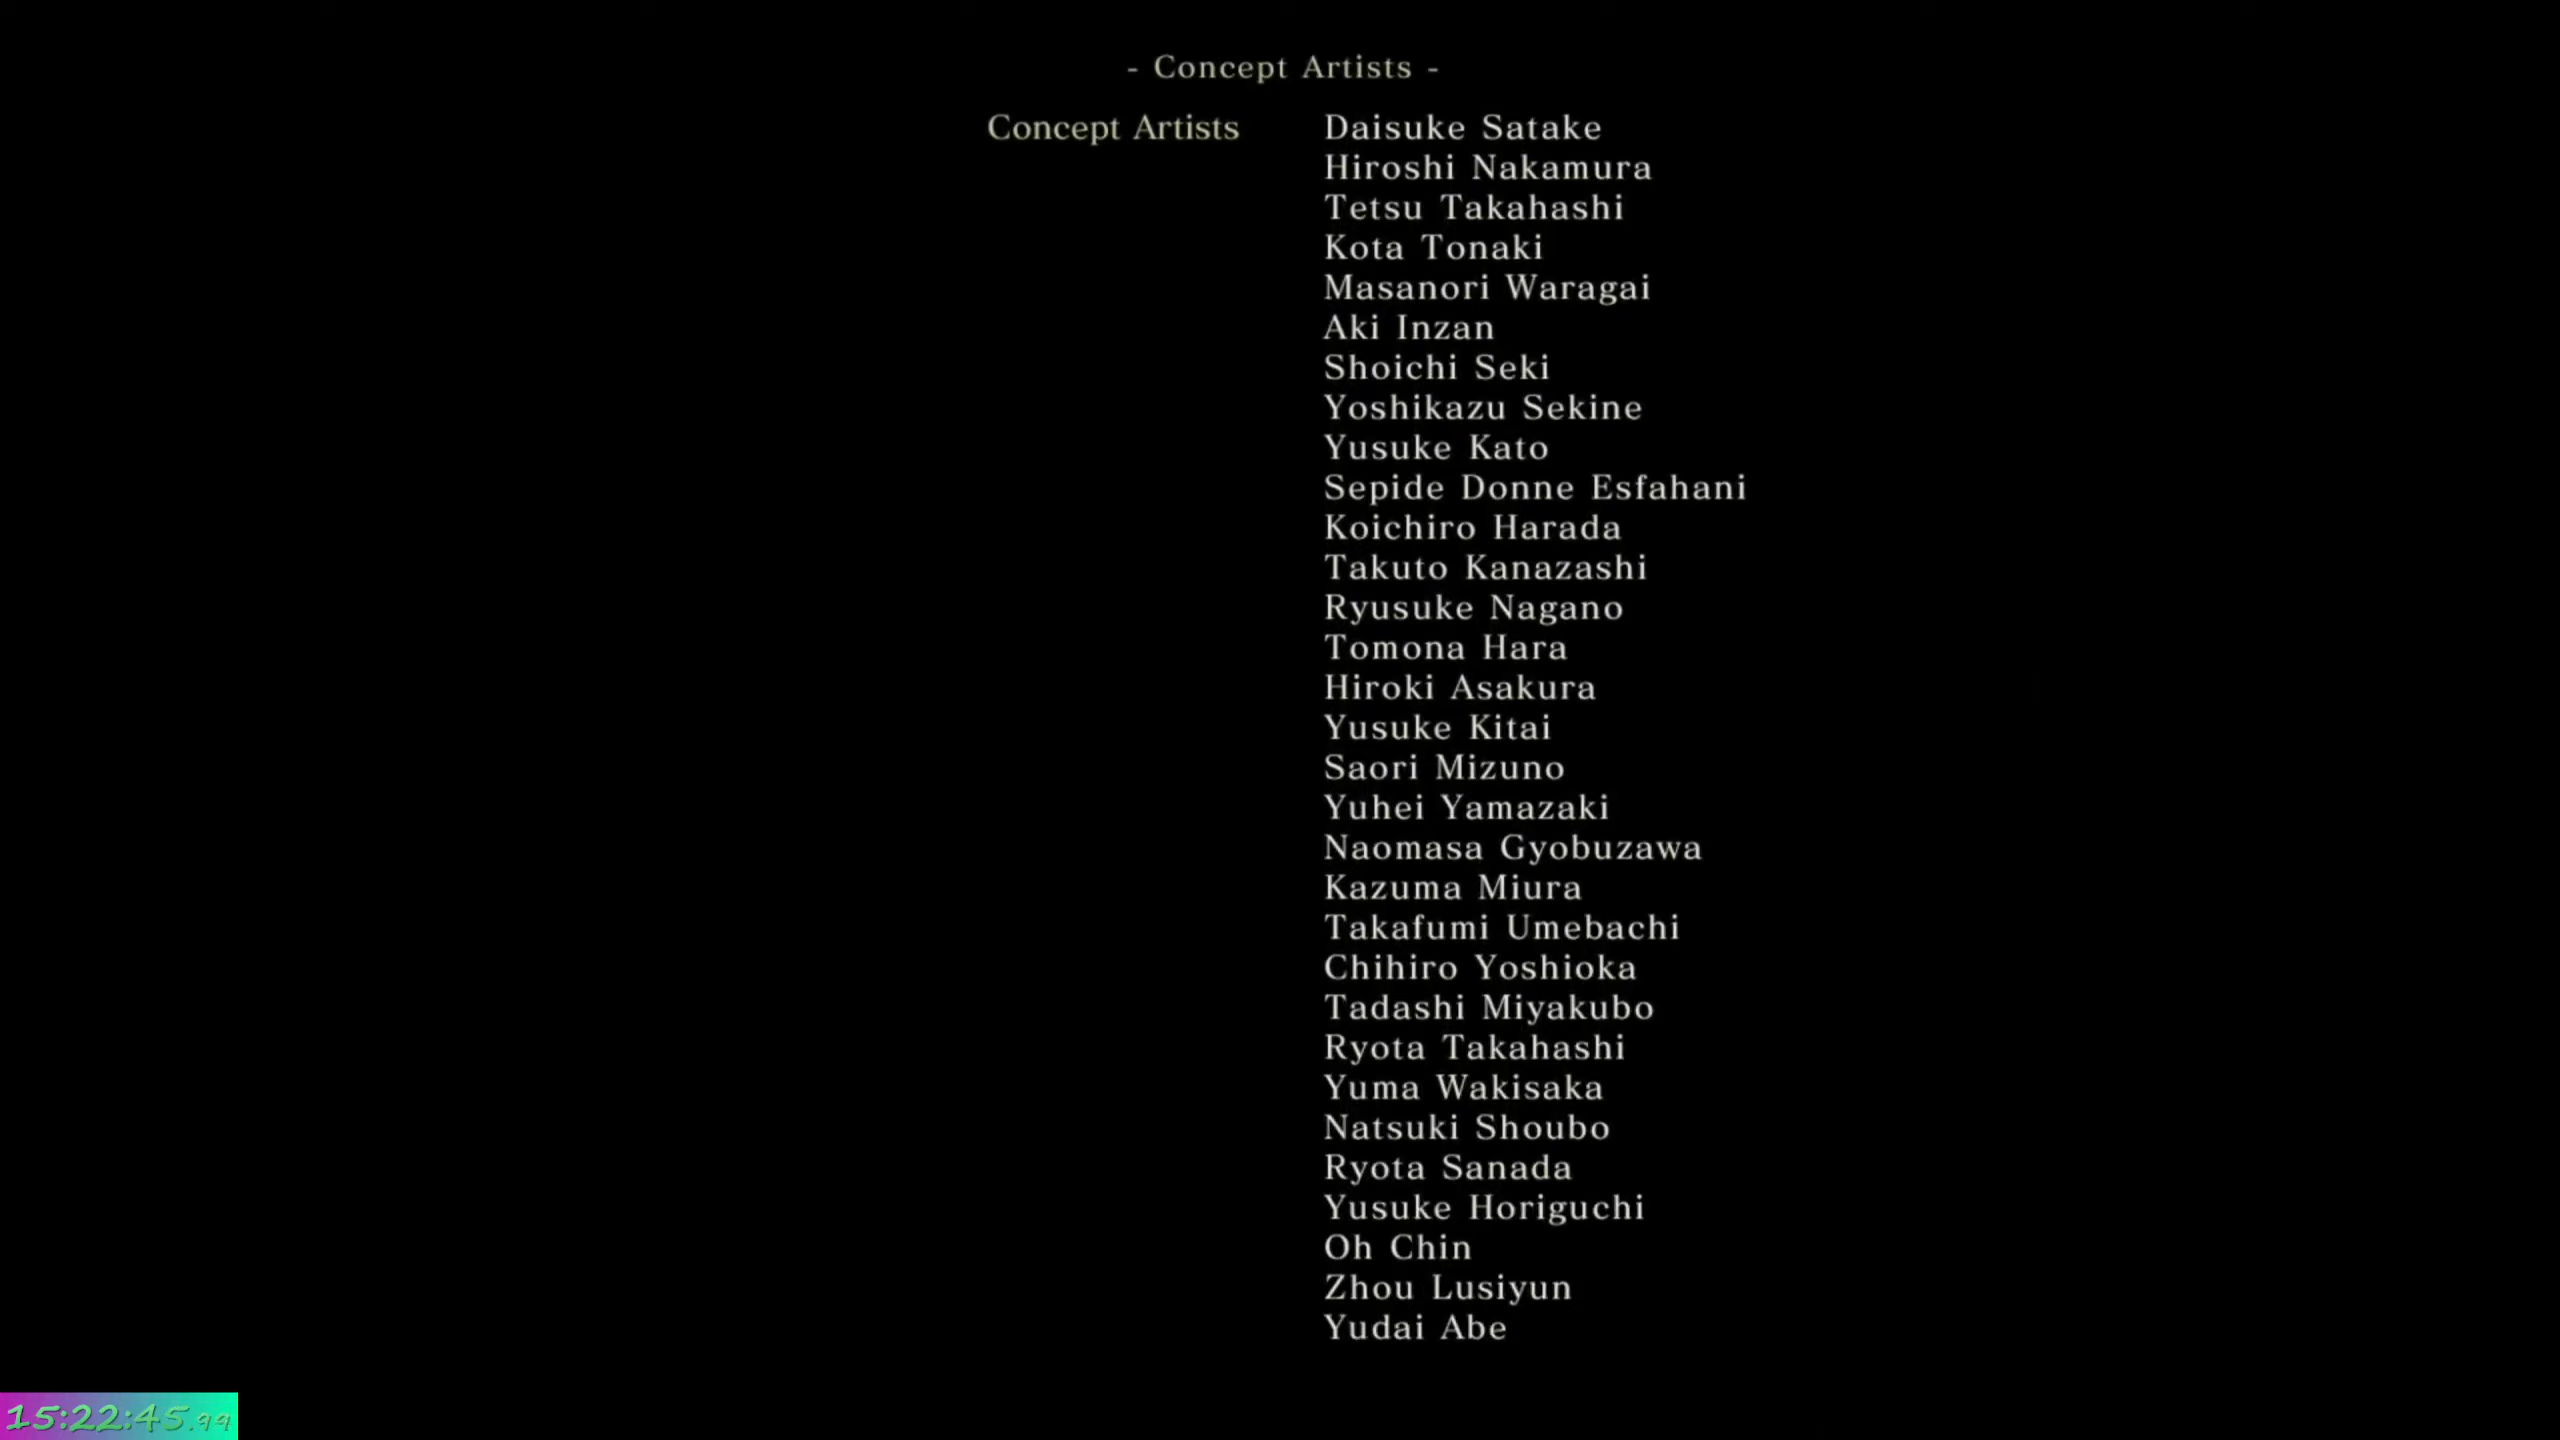 - Concept Artists -
Concept Artists Daisuke Satake
Hiroshi Nakamura
Tetsu Takahashi
Kota Tonaki
Masanori Waragai
Aki Inzan
Shoichi Seki
Yoshikazu Sekine
Yusuke Kato
Sepide Donne Esfahani
Koichiro Harada
Takuto Kanazashi
Ryusuke Nagano
Tomona Hara
Hiroki Asakura
Yusuke Kitai
Saori Mizuno
Yuhei Yamazaki
Naomasa Gyobuzawa
Kazuma Miura
Takafumi Umebachi
Chihiro Yoshioka
Tadashi Miyakubo
Ryota Takahashi
Yuma Wakisaka
Natsuki Shoubo
Ryota Sanada
Yusuke Horiguchi
Oh Chin
Zhou Lusiyun
Yudai Abe
15:22:45.99